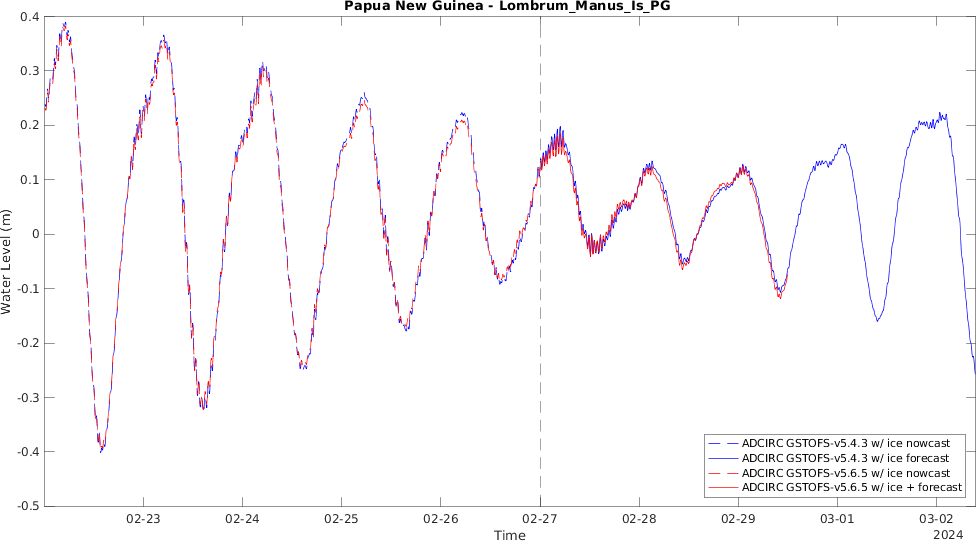 Papua New Guinea - Lombrum_Manus_Is_PG
0.4
0.3
0.2
0.1
0
-0.1
-0.2
-0.3
-0.4
-0.5
Water Level (m)
ADCIRC GSTOFS-v5.4.3 w/ ice nowcast
ADCIRC GSTOFS-v5.4.3 w/ ice forecast
ADCIRC GSTOFS-v5.6.5 w/ ice nowcast
ADCIRC GSTOFS-v5.6.5 w/ ice + forecast
02-23 02-24 02-25 02-26 02-27 02-28 02-29 03-01 03-02
Time
2024